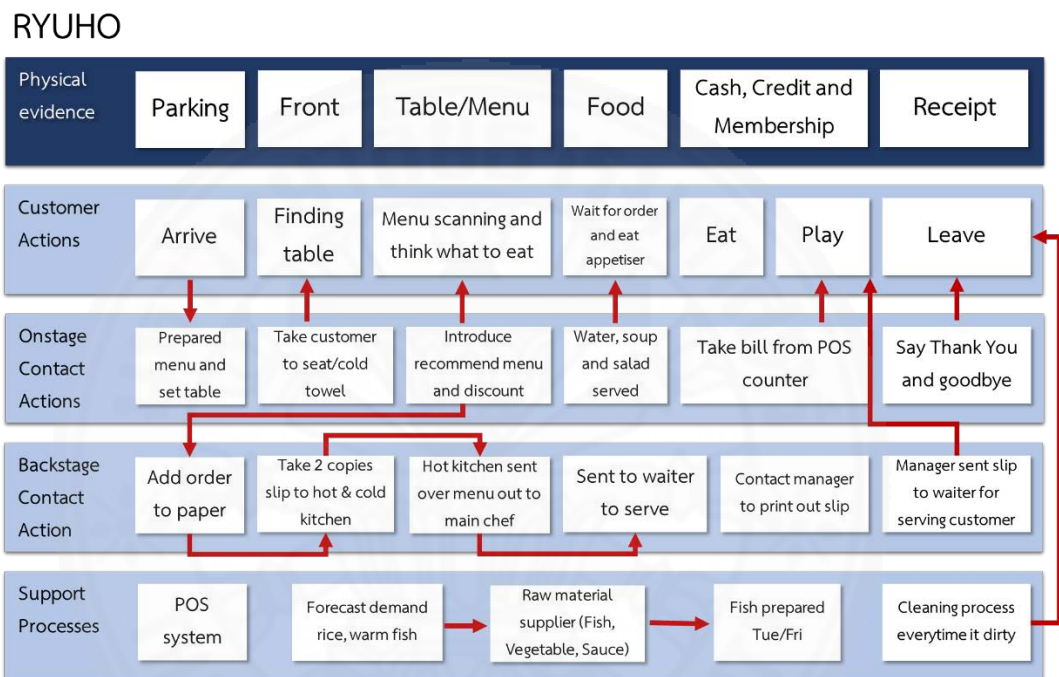 RYUHO
Physical
evidence
Parking
Front
Table/Menu
Food
Cash, Credit and
Membership
Receipt
Customer
Actions
Arrive
Finding
table
Menu scanning and
think what to eat
Wait for order
and eat
appetiser
Eat
Play
Leave
Onstage
Contact
Actions
Prepared
menu and
set table
Take customer
to seat/cold
towel
Introduce
recommend menu
and discount
Water, soup
and salad
served
Take bill from POS
counter
Say Thank You
and goodbye
Backstage
Contact
Action
Add order
to paper
Take 2 copies
slip to hot & cold
kitchen
Hot kitchen sent
over menu out to
main chef
Sent to waiter
to serve
Contact manager
to print out slip
Manager sent slip
to waiter for
serving customer
Support
Processes
POS
system
Forecast demand
rice, warm fish
Raw material
supplier (Fish,
Vegetable, Sauce)
Fish prepared
Tue/Fri
Cleaning process
everytime it dirty